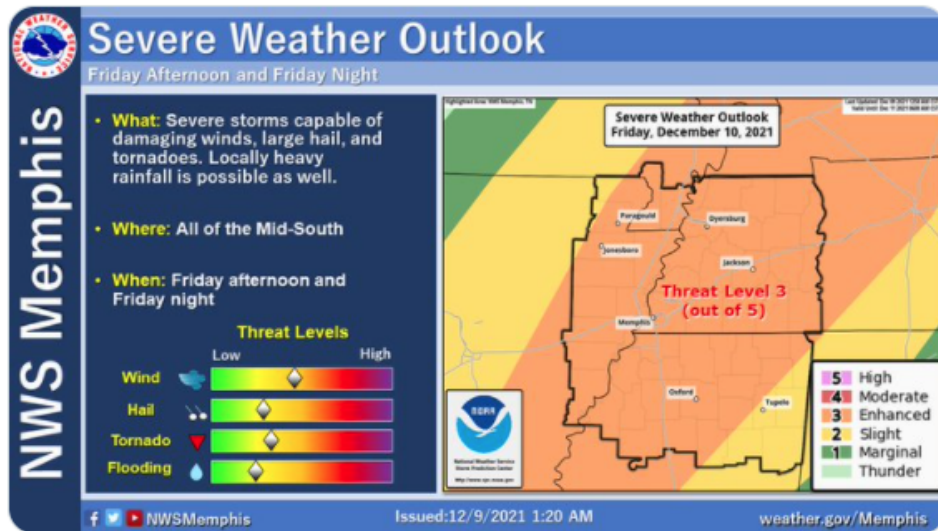 NWS Memphis
Severe Weather Outlook
Friday Afternoon and Friday Night
• What: Severe storms capable of
damaging winds, large hail, and
tornadoes. Locally heavy
rainfall is possible as well.
• Where: All of the Mid-South
• When: Friday afternoon and
Friday night
Threat Levels
Low High
Wind
Hail
Tornado
Flooding
Highlighted Area: NWS Memphis, TN
Severe Weather Outlook
Friday, December 10, 2021
Paragould
Dyersburg
Jonesboro
Jackson
Threat Level 3
(out of 5)
Memphis
Oxford
Tupelo
NOAA
National Weather Service
Storm Prediction Center
5 High
4 Moderate
3 Enhanced
2 Slight
1 Marginal
Thunder
NWSMemphis
Issued:12/9/2021 1:20 AM
weather.gov/Memphis